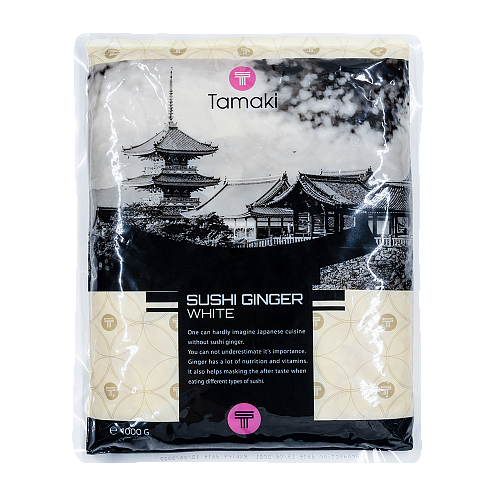 Tamaki
SUSHI GINGER
WHITE
One can hardly imagine Japanese cuisine
without sushi ginger.
You can not underestimate it's importance.
Ginger has a lot of nutrition and vitamins.
It also helps masking the after taste when
eating different types of sushi.
℮ 1000 G